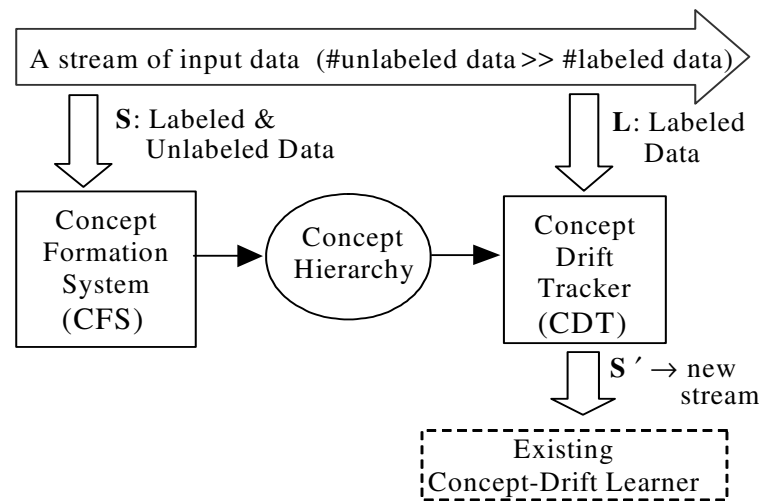 A stream of input data (#unlabeled data >> #labeled data)
S: Labeled &
Unlabeled Data
L: Labeled
Data
Concept
Formation
System
(CFS)
Concept
Hierarchy
Concept
Drift
Tracker
(CDT)
S ′ → new
stream
Existing
Concept-Drift Learner